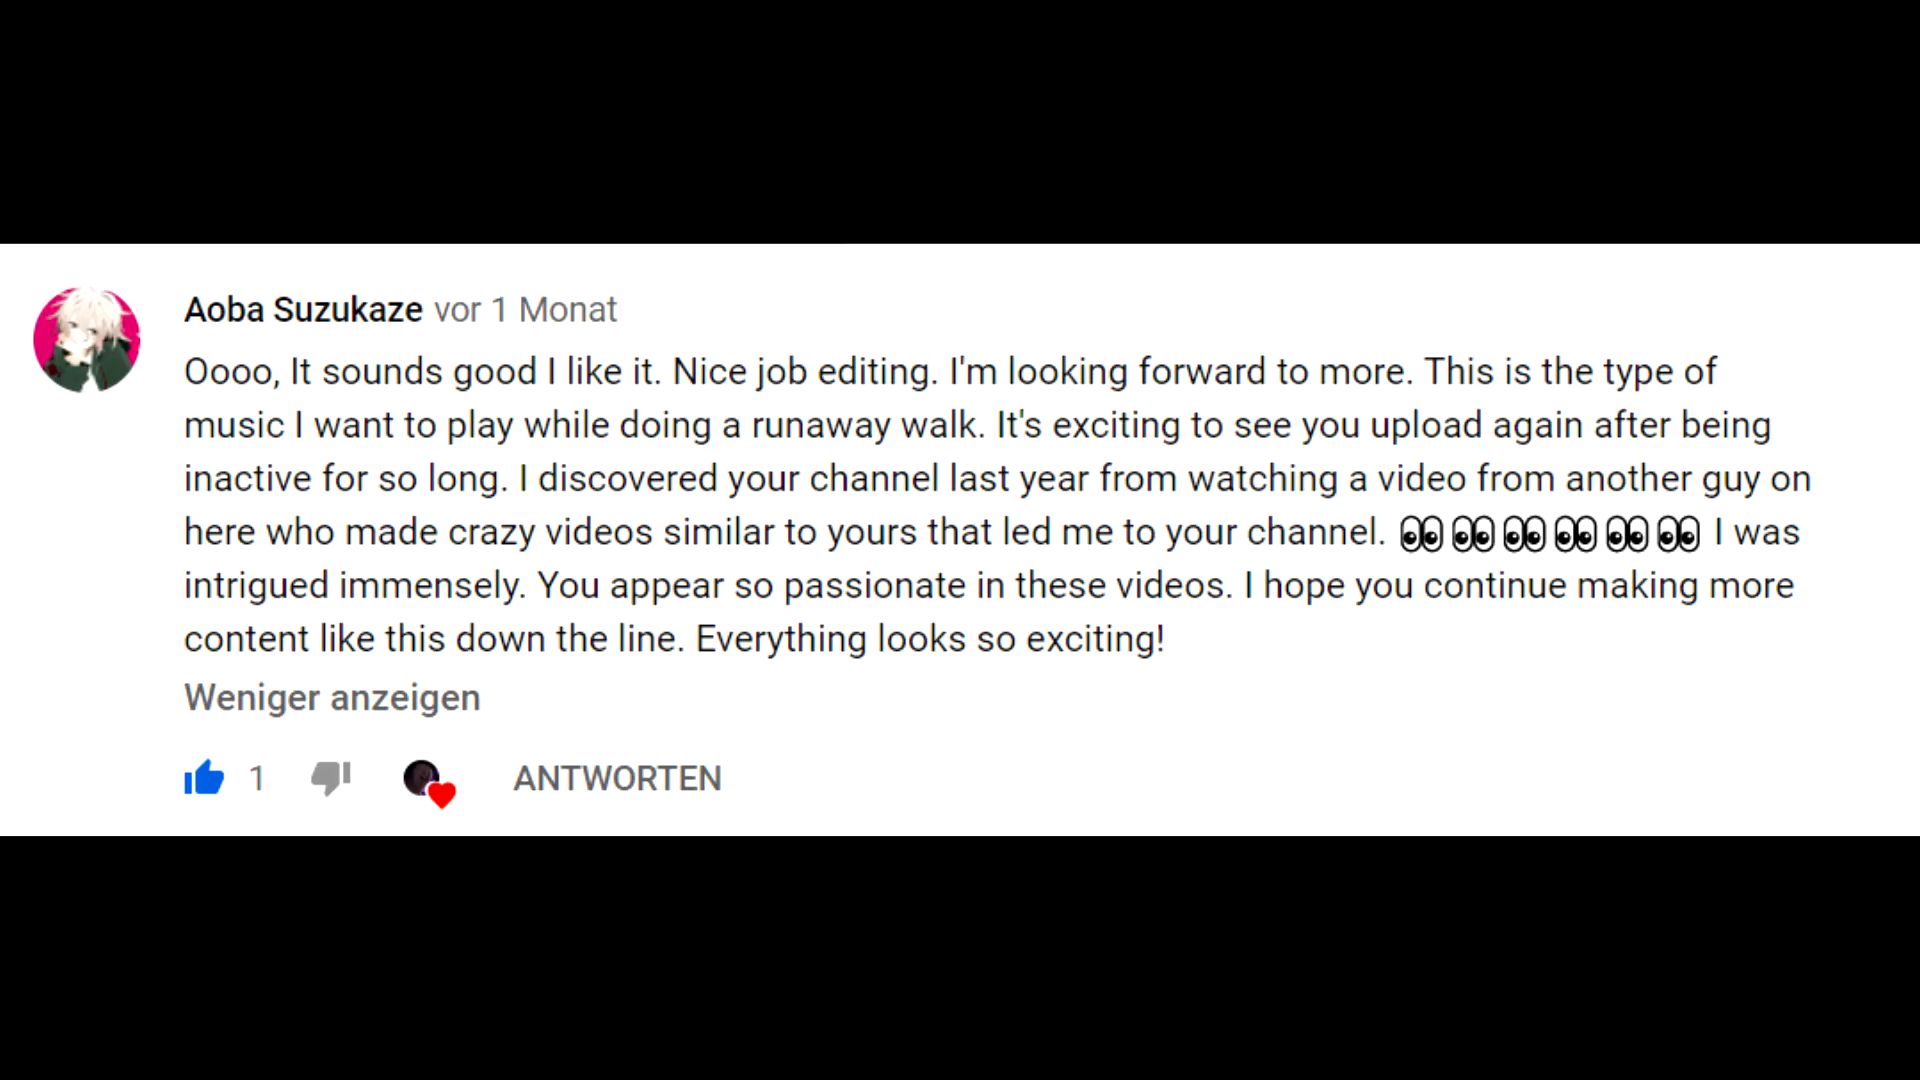 Aoba Suzukaze vor 1 Monat
Oooo, It sounds good I like it. Nice job editing. I'm looking forward to more. This is the type of
music I want to play while doing a runaway walk. It's exciting to see you upload again after being
inactive for so long. I discovered your channel last year from watching a video from another guy on
here who made crazy videos similar to yours that led me to your channel. 👀👀👀👀👀👀 I was
intrigued immensely. You appear so passionate in these videos. I hope you continue making more
content like this down the line. Everything looks so exciting!
Weniger anzeigen
1 ANTWORTEN